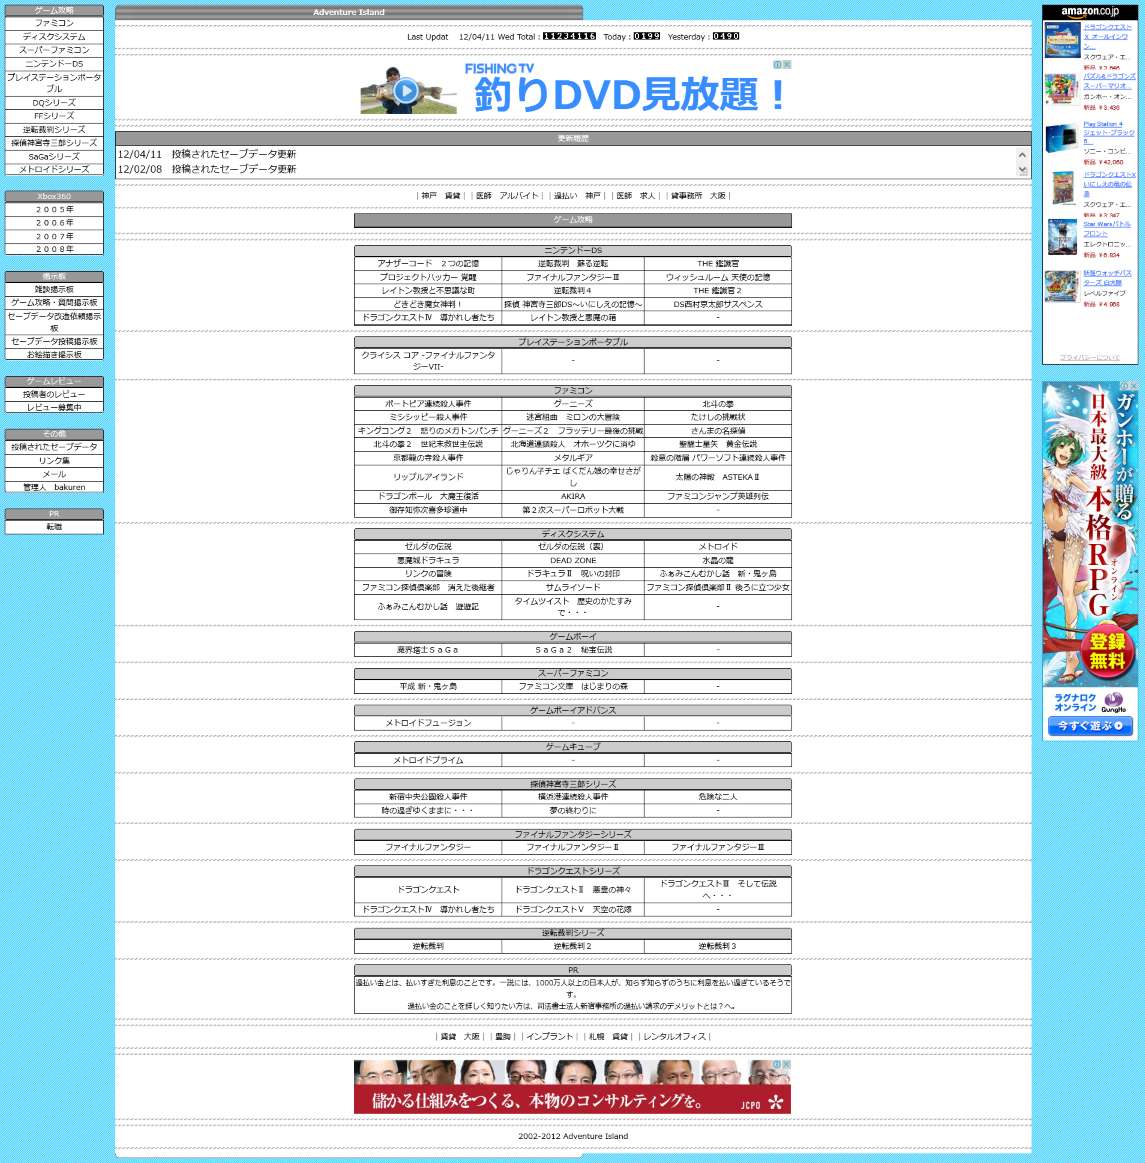 ゲーム攻略
ファミコン
ディスクシステム
スーパーファミコン
ニンテンドーDS
プレイステーションポータ
ブル
DQシリーズ
FFシリーズ
逆転裁判シリーズ
探偵神宮寺三郎シリーズ
SaGaシリーズ
メトロイドシリーズ
Xbox360
２００５年
２００６年
２００７年
２００８年
掲示板
雑談掲示板
ゲーム攻略・質問掲示板
セーブデータ改造依頼掲示
板
セーブデータ投稿掲示板
お絵描き掲示板
ゲームレビュー
投稿者のレビュー
レビュー募集中
その他
投稿されたセーブデータ
リンク集
メール
管理人　bakuren
PR
転職
Adventure Island
Last Updat　12/04/11 Wed Total : 11234116　Today : 0199　Yesterday : 0490
FISHING TV
釣りDVD見放題！
更新履歴
12/04/11　投稿されたセーブデータ更新
12/02/08　投稿されたセーブデータ更新
｜神戸　賃貸｜｜医師　アルバイト｜｜過払い　神戸｜｜医師　求人｜｜貸事務所　大阪｜
ゲーム攻略
ニンテンドーDS
アナザーコード　２つの記憶　逆転裁判　蘇る逆転　THE 鑑識官
プロジェクトハッカー 覚醒　ファイナルファンタジーⅢ　ウィッシュルーム 天使の記憶
レイトン教授と不思議な町　逆転裁判４　THE 鑑識官２
どきどき魔女神判！　探偵 神宮寺三郎DS～いにしえの記憶～　DS西村京太郎サスペンス
ドラゴンクエストⅣ　導かれし者たち　レイトン教授と悪魔の箱　-
プレイステーションポータブル
クライシス コア -ファイナルファンタ
ジーVII-　-　-
ファミコン
ポートピア連続殺人事件　グーニーズ　北斗の拳
ミシシッピー殺人事件　迷宮組曲　ミロンの大冒険　たけしの挑戦状
キングコング２　怒りのメガトンパンチ　グーニーズ２　フラッテリー最後の挑戦　さんまの名探偵
北斗の拳２　世紀末救世主伝説　北海道連鎖殺人　オホーツクに消ゆ　聖闘士星矢　黄金伝説
京都龍の寺殺人事件　メタルギア　殺意の階層 パワーソフト連続殺人事件
リップルアイランド　じゃりん子チエ ばくだん娘の幸せさが
し　太陽の神殿　ASTEKAⅡ
ドラゴンボール　大魔王復活　AKIRA　ファミコンジャンプ英雄列伝
御存知弥次喜多珍道中　第２次スーパーロボット大戦　-
ディスクシステム
ゼルダの伝説　ゼルダの伝説（裏）　メトロイド
悪魔城ドラキュラ　DEAD ZONE　水晶の龍
リンクの冒険　ドラキュラⅡ　呪いの封印　ふぁみこんむかし話　新・鬼ヶ島
ファミコン探偵倶楽部　消えた後継者　サムライソード　ファミコン探偵倶楽部Ⅱ 後ろに立つ少女
ふぁみこんむかし話　遊遊記　タイムツイスト　歴史のかたすみ
で・・・　-
ゲームボーイ
魔界塔士ＳａＧａ　ＳａＧａ２　秘宝伝説　-
スーパーファミコン
平成 新・鬼ヶ島　ファミコン文庫　はじまりの森　-
ゲームボーイアドバンス
メトロイドフュージョン　-　-
ゲームキューブ
メトロイドプライム　-　-
探偵神宮寺三郎シリーズ
新宿中央公園殺人事件　横浜港連続殺人事件　危険な二人
時の過ぎゆくままに・・・　夢の終わりに　-
ファイナルファンタジーシリーズ
ファイナルファンタジー　ファイナルファンタジーⅡ　ファイナルファンタジーⅢ
ドラゴンクエストシリーズ
ドラゴンクエスト　ドラゴンクエストⅡ　悪霊の神々　ドラゴンクエストⅢ　そして伝説
へ・・・
ドラゴンクエストⅣ　導かれし者たち　ドラゴンクエストⅤ　天空の花嫁　-
逆転裁判シリーズ
逆転裁判　逆転裁判２　逆転裁判３
PR
過払い金とは、払いすぎた利息のことです。一説には、1000万人以上の日本人が、知らず知らずのうちに利息を払い過ぎているそうで
す。
過払い金のことを詳しく知りたい方は、司法書士法人新宿事務所の過払い請求のデメリットとは？へ。
｜賃貸　大阪｜｜豊胸｜｜インプラント｜｜札幌　賃貸｜｜レンタルオフィス｜
儲かる仕組みをつくる、本物のコンサルティングを。 JCPO
2002-2012 Adventure Island
amazon.co.jp
ドラゴンクエスト
X オールインワ
ン...
スクウェア・エ...
新品
パズル&ドラゴンズ
スーパーマリオ...
ガンホー・オン...
新品 ￥3,436
Play Station 4
ジェット・ブラック
ソニー・コンピ...
新品 ￥42,060
ドラゴンクエストX
いにしえの竜の伝
承
スクウェア・エ...
新品
Star Wars バトル
フロント
エレクトロニッ...
新品 ￥6,834
妖怪ウォッチバス
ターズ 白犬隊
レベルファイブ
新品 ￥4,968
プライバシーについて
ガンホーが贈る
日本最大級
本格RPG
オンライン
登録
無料
ラグナロク
オンライン GungHo
今すぐ遊ぶ